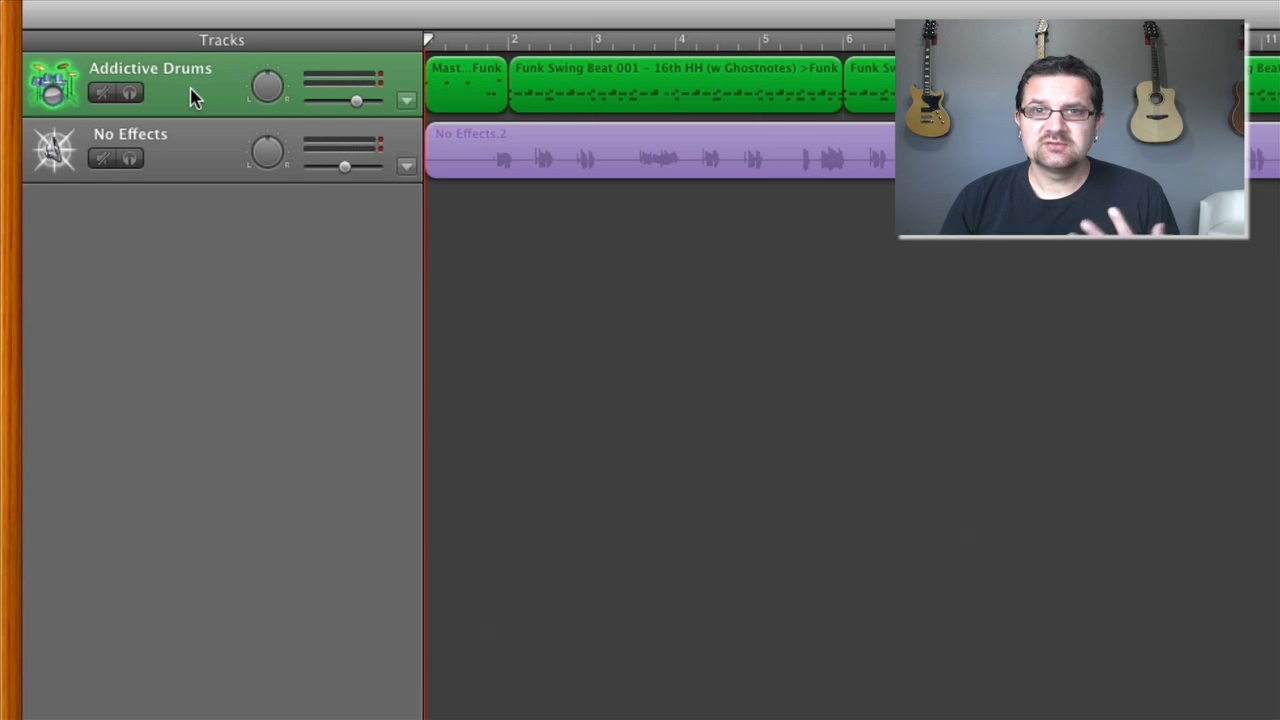 Tracks
2 3 4 5 6 11
Addictive Drums
Mast...Funk
Funk Swing Beat 001 - 16th HH (w Ghostnotes) >Funk
Funk Sw
g Beat
L R
No Effects
No Effects.2
L R